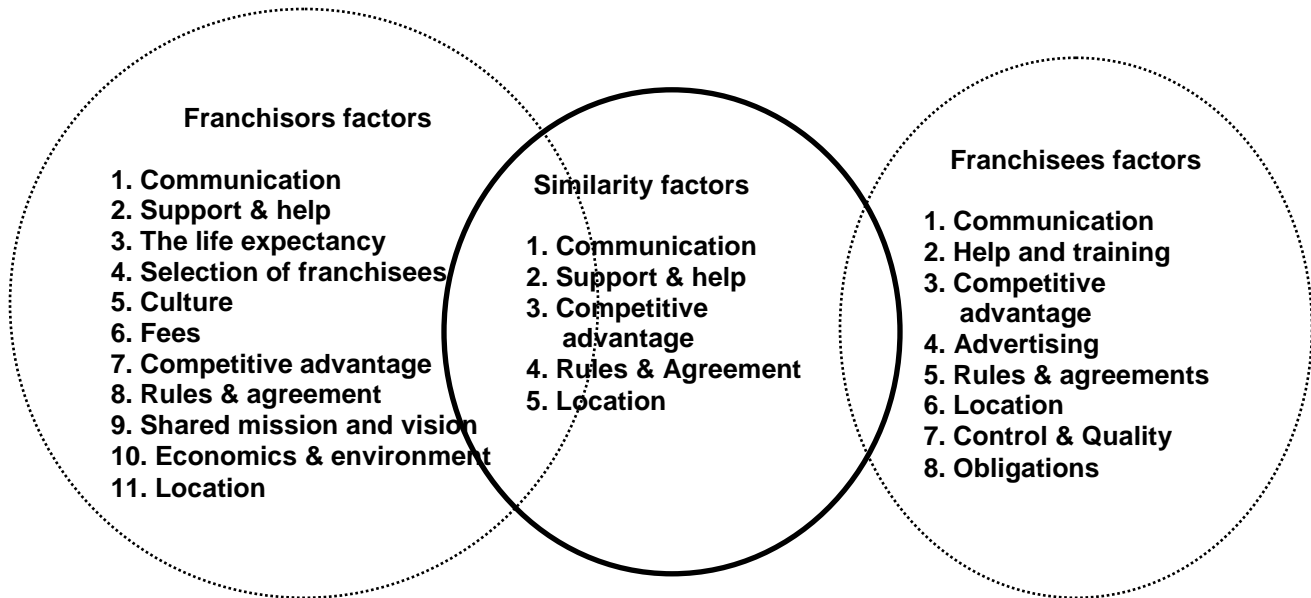 Franchisors factors
1. Communication
2. Support & help
3. The life expectancy
4. Selection of franchisees
5. Culture
6. Fees
7. Competitive advantage
8. Rules & agreement
9. Shared mission and vision
10. Economics & environment
11. Location
Similarity factors
1. Communication
2. Support & help
3. Competitive
advantage
4. Rules & Agreement
5. Location
Franchisees factors
1. Communication
2. Help and training
3. Competitive
advantage
4. Advertising
5. Rules & agreements
6. Location
7. Control & Quality
8. Obligations